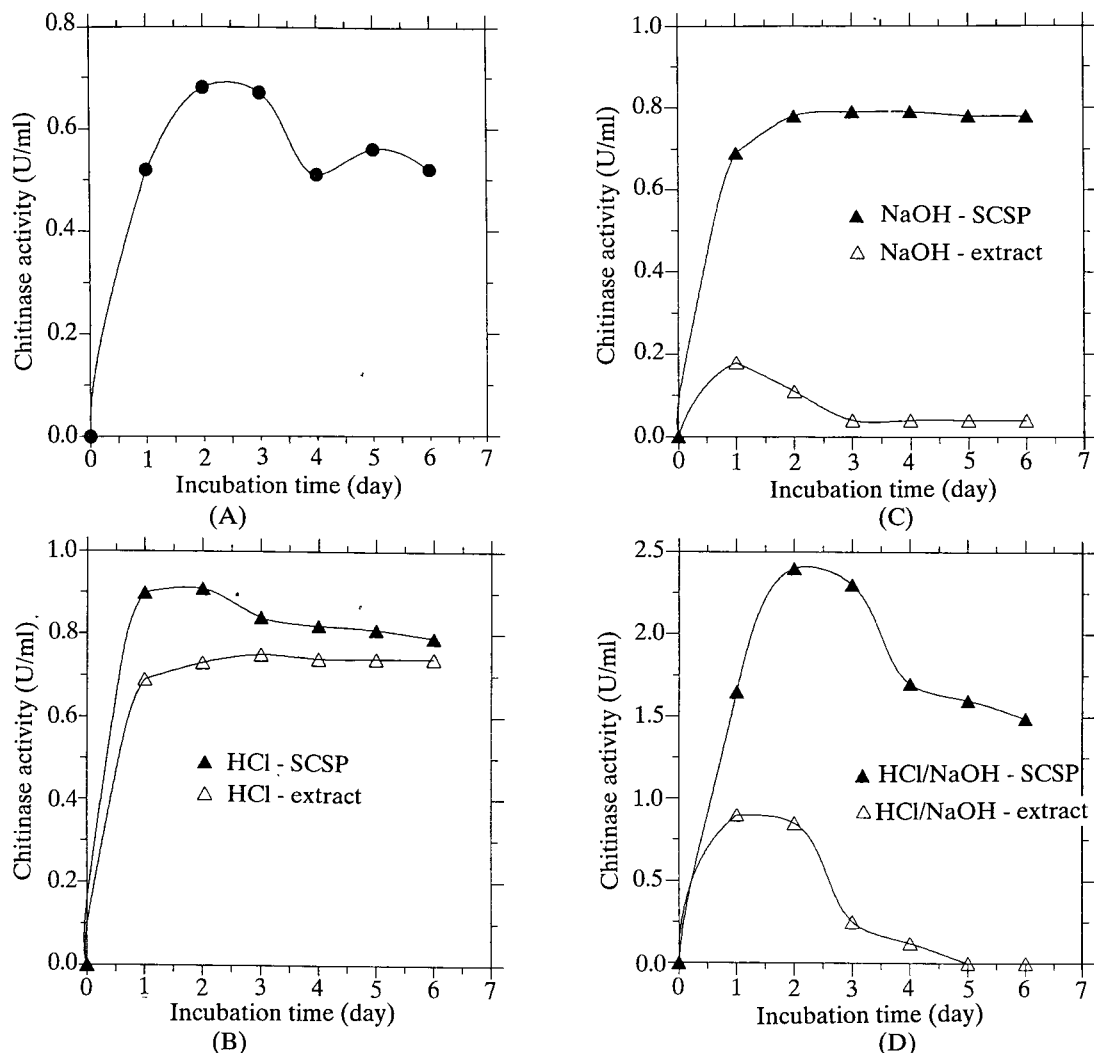 0.8
0.6
0.4
0.2
0.0
Chitinase activity (U/ml)
0 1 2 3 4 5 6 7
Incubation time (day)
(A)
1.0
0.8
0.6
0.4
0.2
0.0
Chitinase activity (U/ml)
NaOH - SCSP
NaOH - extract
0 1 2 3 4 5 6 7
Incubation time (day)
(C)
1.0
0.8
0.6
0.4
0.2
0.0
Chitinase activity (U/ml)
HCl - SCSP
HCl - extract
0 1 2 3 4 5 6 7
Incubation time (day)
(B)
2.5
2.0
1.5
1.0
0.5
0.0
Chitinase activity (U/ml)
HCl/NaOH - SCSP
HCl/NaOH - extract
0 1 2 3 4 5 6 7
Incubation time (day)
(D)